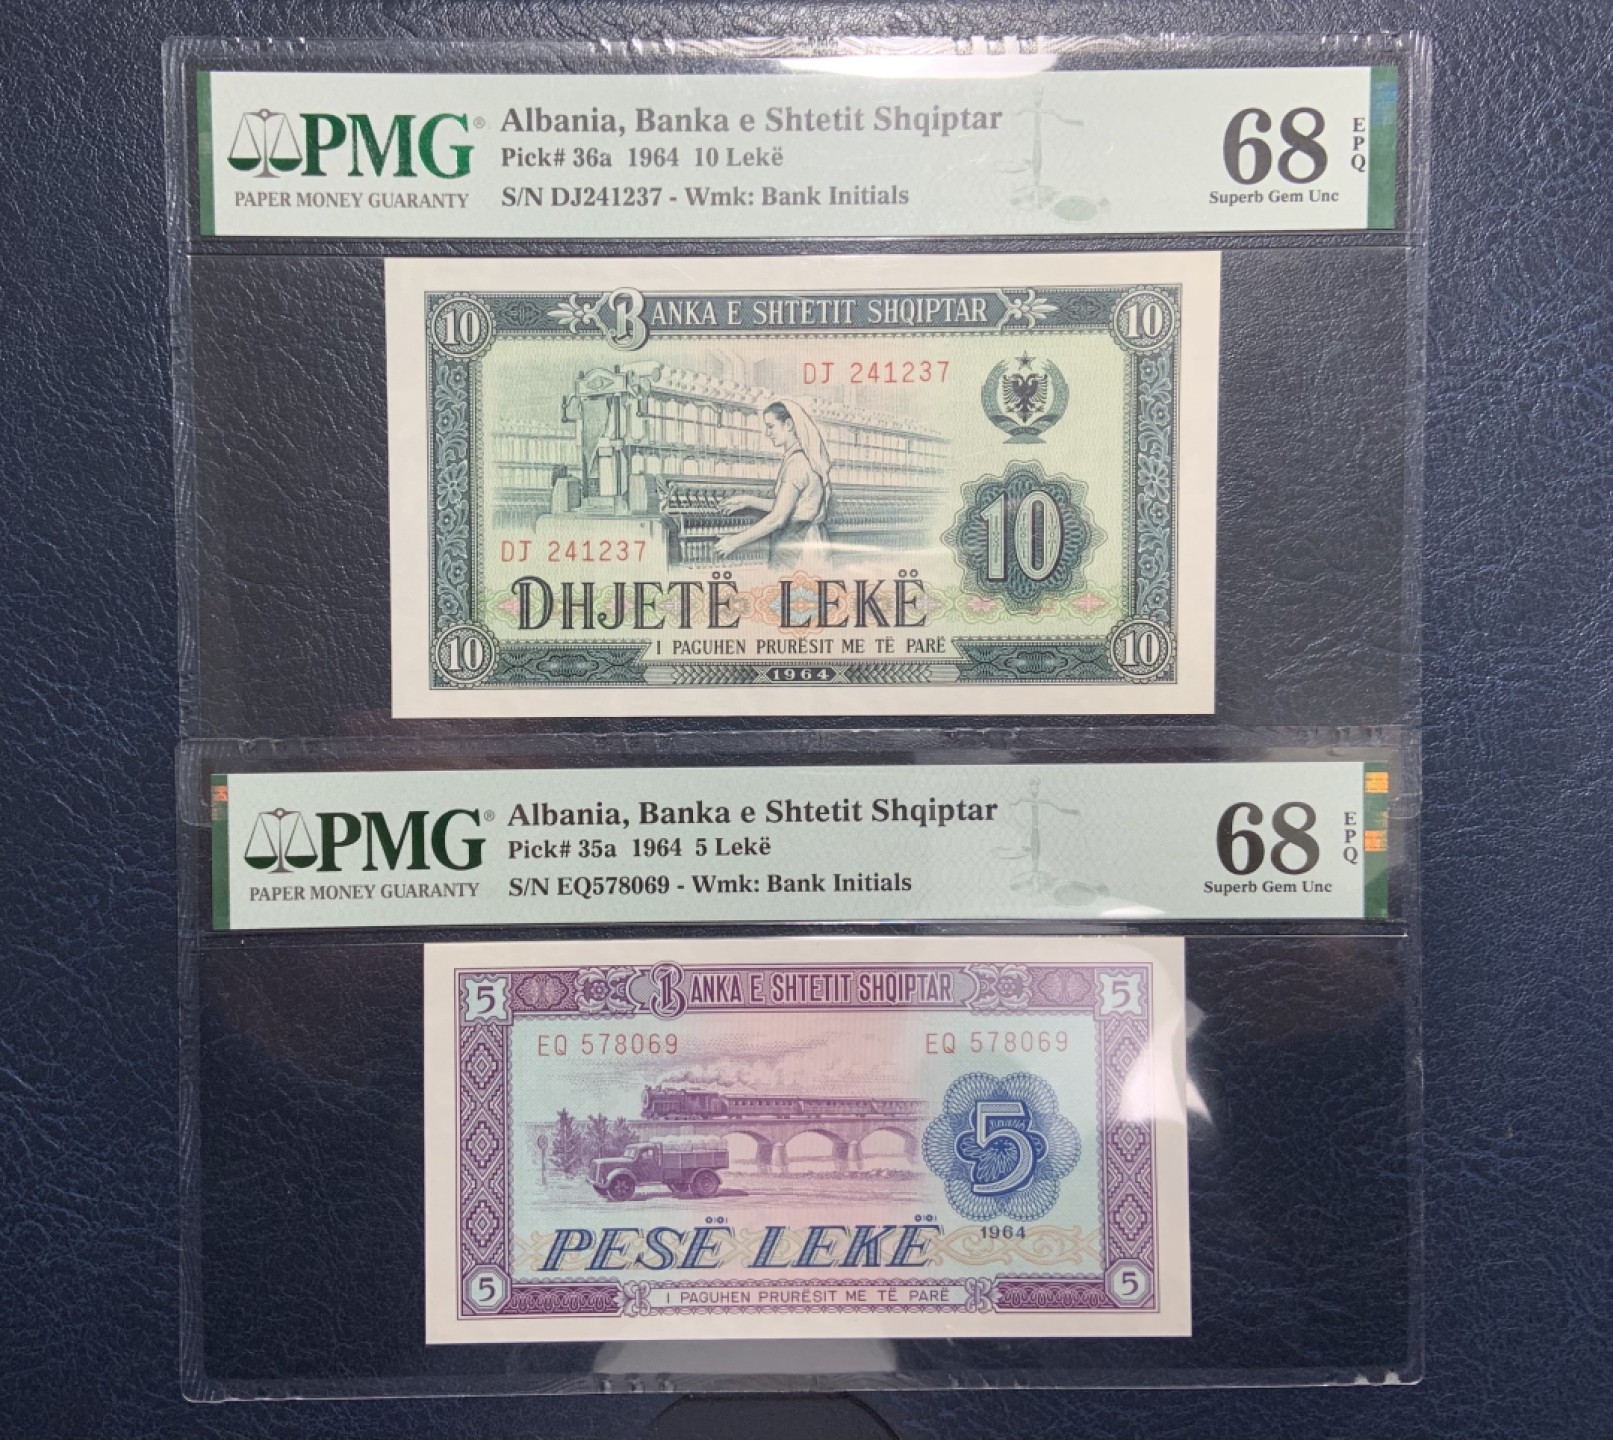 PMG®
PAPER MONEY GUARANTY
Albania, Banka e Shtetit Shqiptar
Pick# 36a 1964 10 Lekë
S/N DJ241237 - Wmk: Bank Initials
68
Superb Gem Unc
EPQ
10
BANKA E SHTETIT SHQIPTAR
10
DJ 241237
10
DJ 241237
DHJETË LEKË
10
I PAGUHEN PRURËSIT ME TË PARË
10
1964
PMG®
PAPER MONEY GUARANTY
Albania, Banka e Shtetit Shqiptar
Pick# 35a 1964 5 Lekë
S/N EQ578069 - Wmk: Bank Initials
68
Superb Gem Unc
EPQ
5
BANKA E SHTETIT SHQIPTAR
5
EQ 578069
EQ 578069
5
PESË LEKË
1964
5
I PAGUHEN PRURËSIT ME TË PARË
5